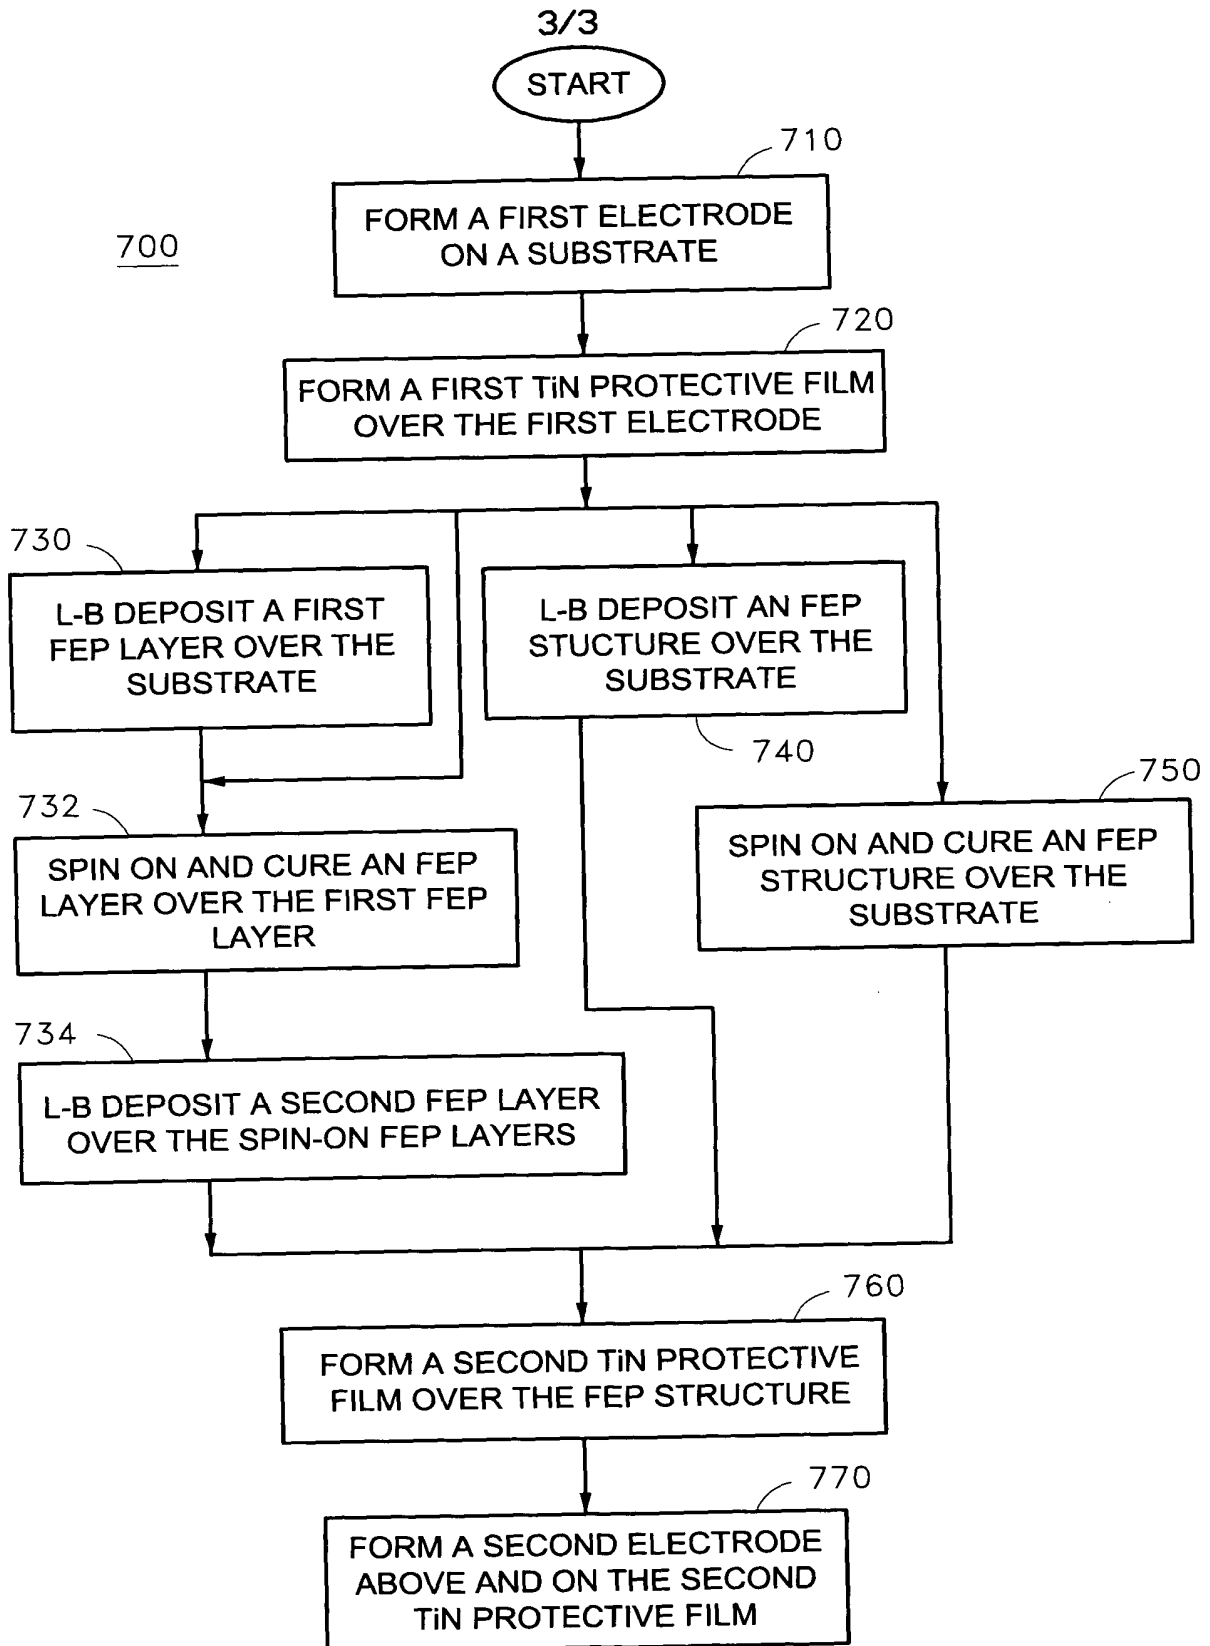 3/3
START
710
FORM A FIRST ELECTRODE
ON A SUBSTRATE
700
720
FORM A FIRST TiN PROTECTIVE FILM
OVER THE FIRST ELECTRODE
730
L-B DEPOSIT A FIRST
FEP LAYER OVER THE
SUBSTRATE
L-B DEPOSIT AN FEP
STUCTURE OVER THE
SUBSTRATE
740
750
732
SPIN ON AND CURE AN FEP
LAYER OVER THE FIRST FEP
LAYER
SPIN ON AND CURE AN FEP
STRUCTURE OVER THE
SUBSTRATE
734
L-B DEPOSIT A SECOND FEP LAYER
OVER THE SPIN-ON FEP LAYERS
760
FORM A SECOND TiN PROTECTIVE
FILM OVER THE FEP STRUCTURE
770
FORM A SECOND ELECTRODE
ABOVE AND ON THE SECOND
TiN PROTECTIVE FILM